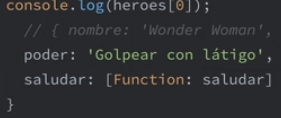 console.log(heroes[0]);
// { nombre: 'Wonder Woman',
poder: 'Golpear con látigo',
saludar: [Function: saludar]
}